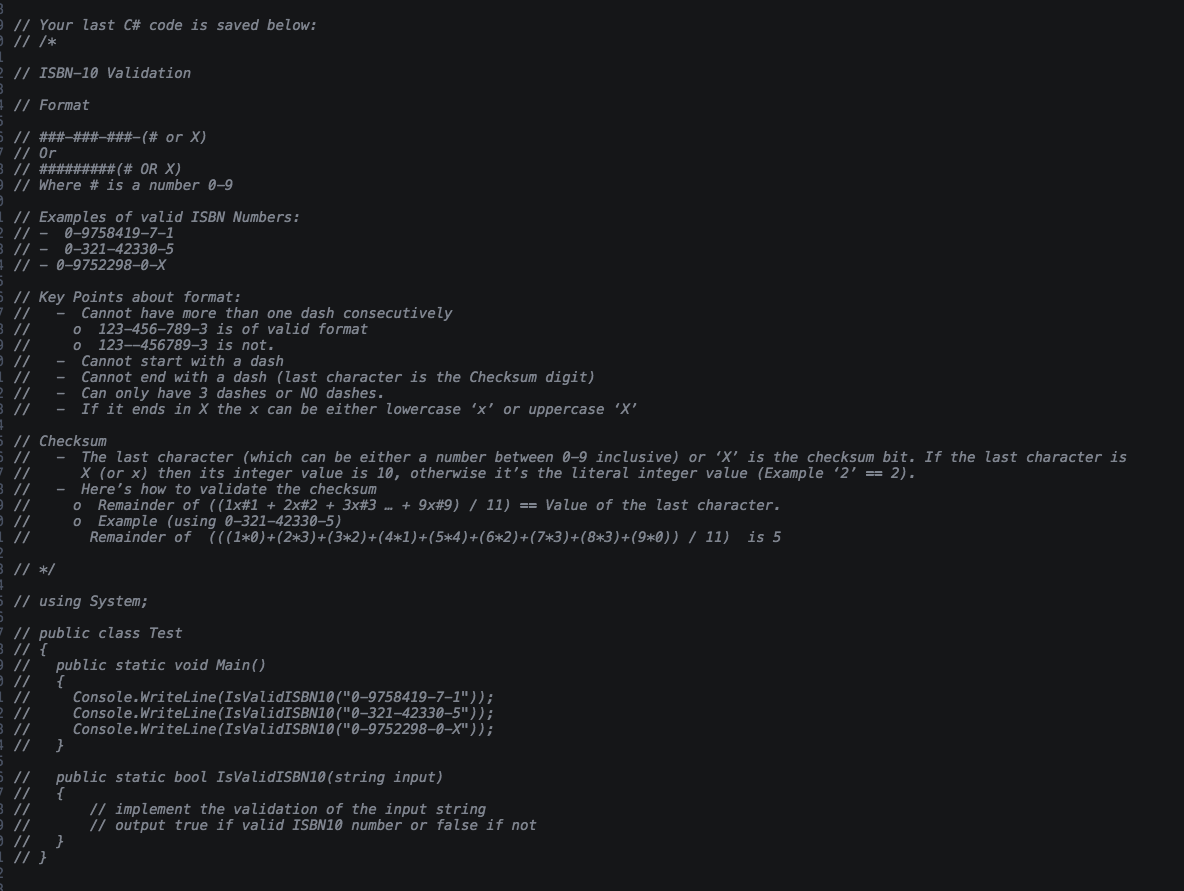 // Your last C# code is saved below:
// /*
// ISBN-10 Validation
// Format
// ###-###-###-(# or X)
// Or
// #########(# OR X)
// Where # is a number 0-9
// Examples of valid ISBN Numbers:
// -  0-9758419-7-1
// -  0-321-42330-5
// - 0-9752298-0-X
// Key Points about format:
//   -  Cannot have more than one dash consecutively
//     o  123-456-789-3 is of valid format
//     o  123--456789-3 is not.
//   -  Cannot start with a dash
//   -  Cannot end with a dash (last character is the Checksum digit)
//   -  Can only have 3 dashes or NO dashes.
//   -  If it ends in X the x can be either lowercase ‘x’ or uppercase ‘X’
// Checksum
//   -  The last character (which can be either a number between 0-9 inclusive) or ‘X’ is the checksum bit. If the last character is
//      X (or x) then its integer value is 10, otherwise it’s the literal integer value (Example ‘2’ == 2).
//   -  Here’s how to validate the checksum
//     o  Remainder of ((1x#1 + 2x#2 + 3x#3 … + 9x#9) / 11) == Value of the last character.
//     o  Example (using 0-321-42330-5)
//       Remainder of  (((1*0)+(2*3)+(3*2)+(4*1)+(5*4)+(6*2)+(7*3)+(8*3)+(9*0)) / 11)  is 5
// */
// using System;
// public class Test
// {
//   public static void Main()
//   {
//     Console.WriteLine(IsValidISBN10("0-9758419-7-1"));
//     Console.WriteLine(IsValidISBN10("0-321-42330-5"));
//     Console.WriteLine(IsValidISBN10("0-9752298-0-X"));
//   }
//   public static bool IsValidISBN10(string input)
//   {
//       // implement the validation of the input string
//       // output true if valid ISBN10 number or false if not
//   }
// }